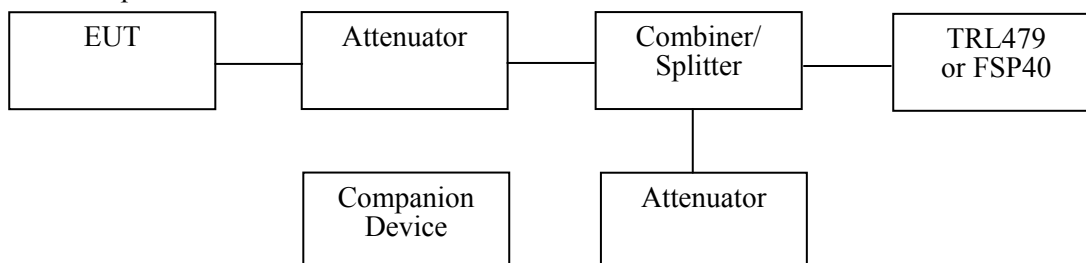 EUT
Attenuator
Combiner/
Splitter
TRL479
or FSP40
Companion
Device
Attenuator